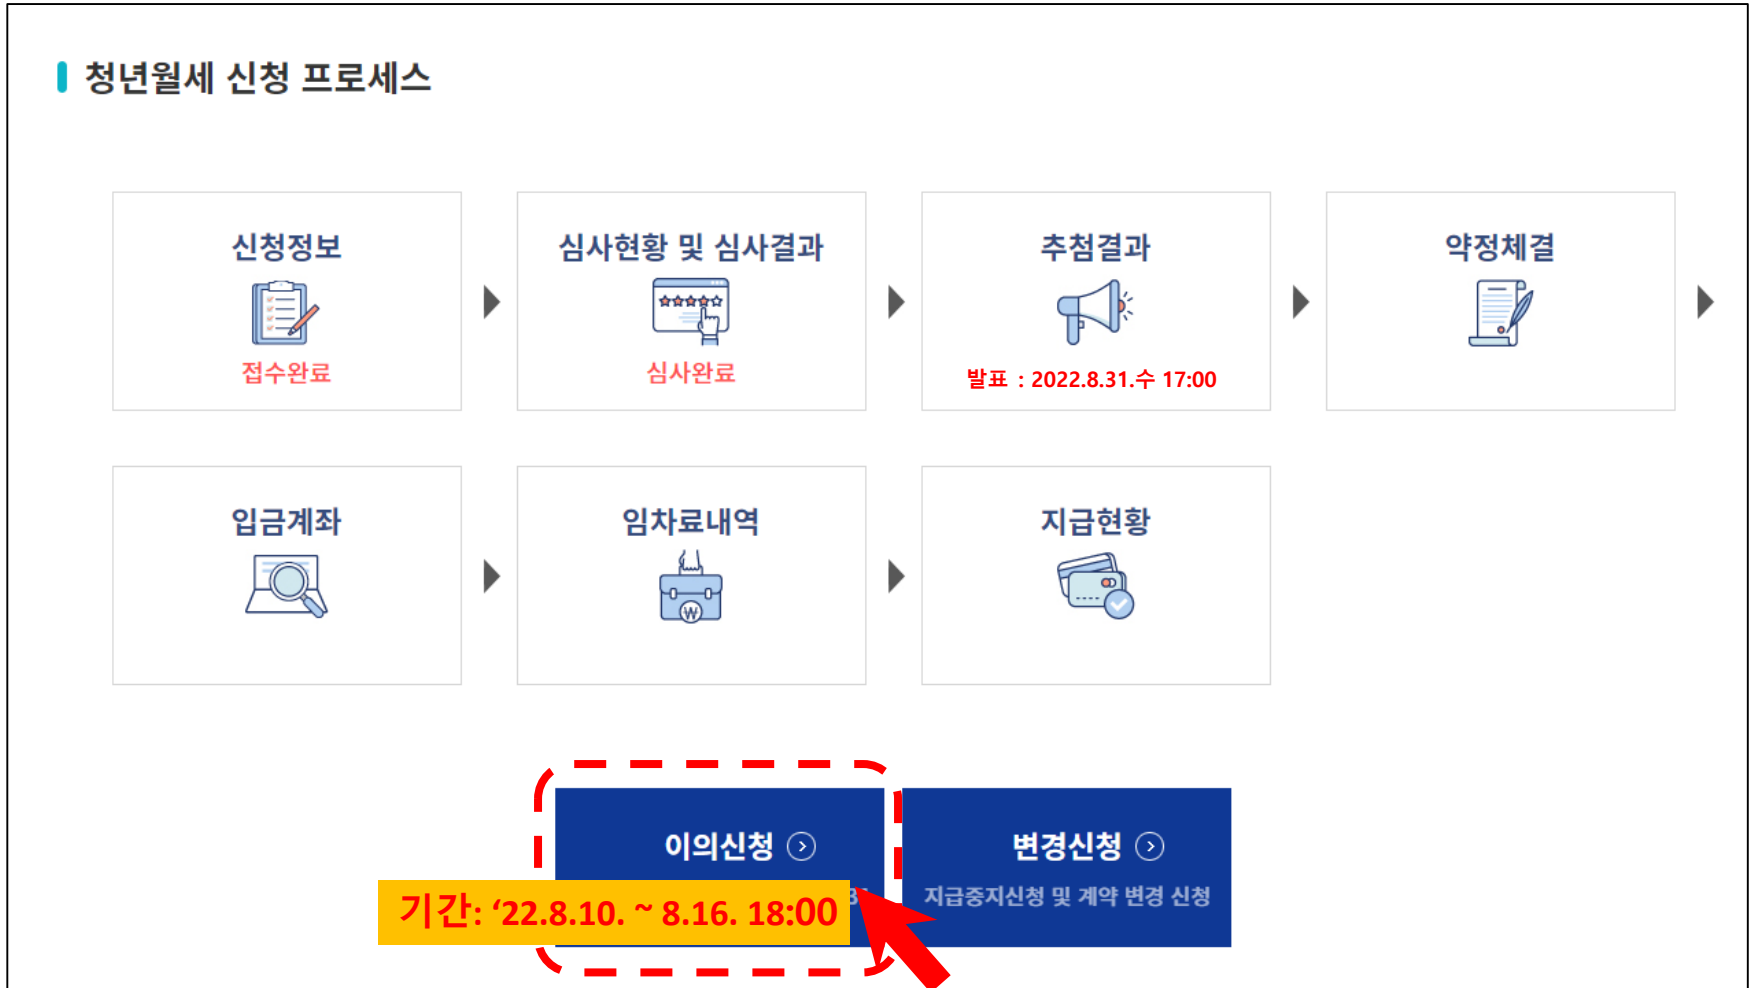 청년월세 신청 프로세스
신청정보
접수완료
심사현황 및 심사결과
심사완료
추첨결과
발표 : 2022.8.31.수 17:00
약정체결
입금계좌
임차료내역
₩
지급현황
이의신청
기간: ‘22.8.10. ~ 8.16. 18:00
변경신청
지급중지신청 및 계약 변경 신청